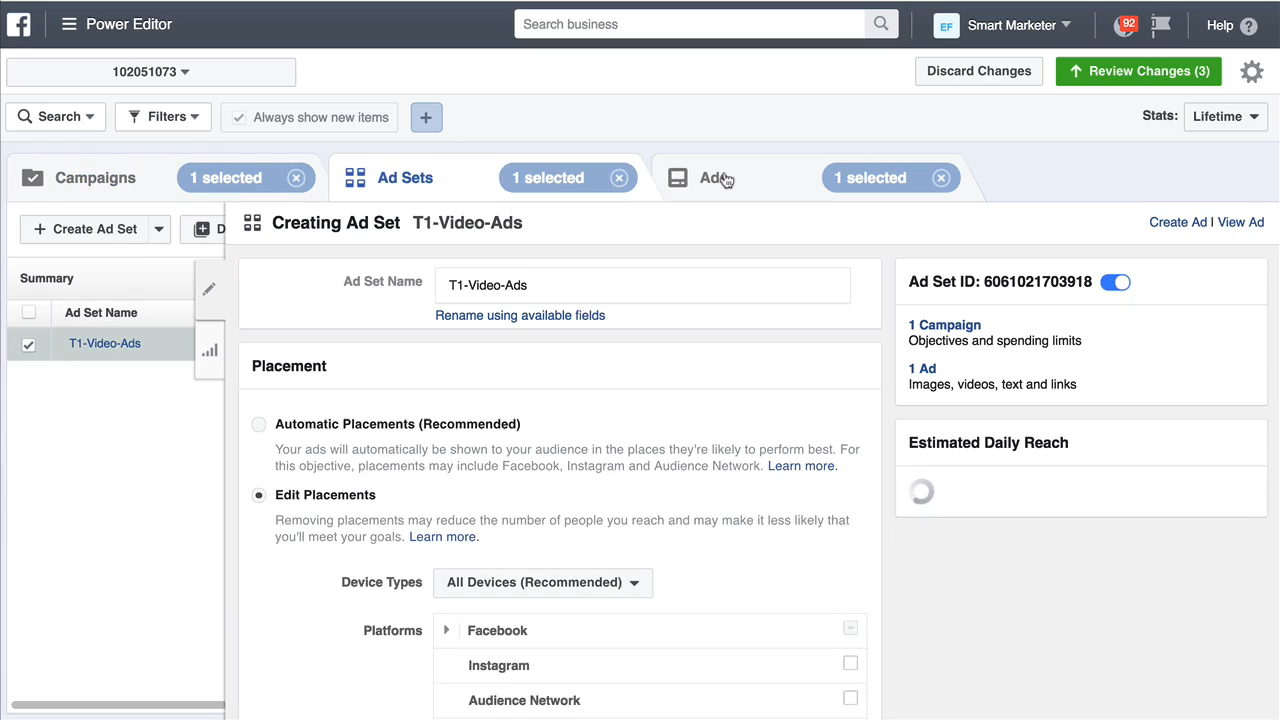 Power Editor
Search business
EF
Smart Marketer
92
Help ?
102051073
Discard Changes
Review Changes (3)
Search
Filters
Always show new items
+
Stats:
Lifetime
Campaigns
1 selected
Ad Sets
1 selected
1 selected
+ Create Ad Set
D
Creating Ad Set T1-Video-Ads
Create Ad | View Ad
Summary
Ad Set Name
T1-Video-Ads
Ad Set Name
T1-Video-Ads
Rename using available fields
Placement
Automatic Placements (Recommended)
Your ads will automatically be shown to your audience in the places they're likely to perform best. For
this objective, placements may include Facebook, Instagram and Audience Network. Learn more.
Edit Placements
Removing placements may reduce the number of people you reach and may make it less likely that
you'll meet your goals. Learn more.
Device Types
All Devices (Recommended)
Platforms
Facebook
Instagram
Audience Network
Ad Set ID: 6061021703918
1 Campaign
Objectives and spending limits
1 Ad
Images, videos, text and links
Estimated Daily Reach